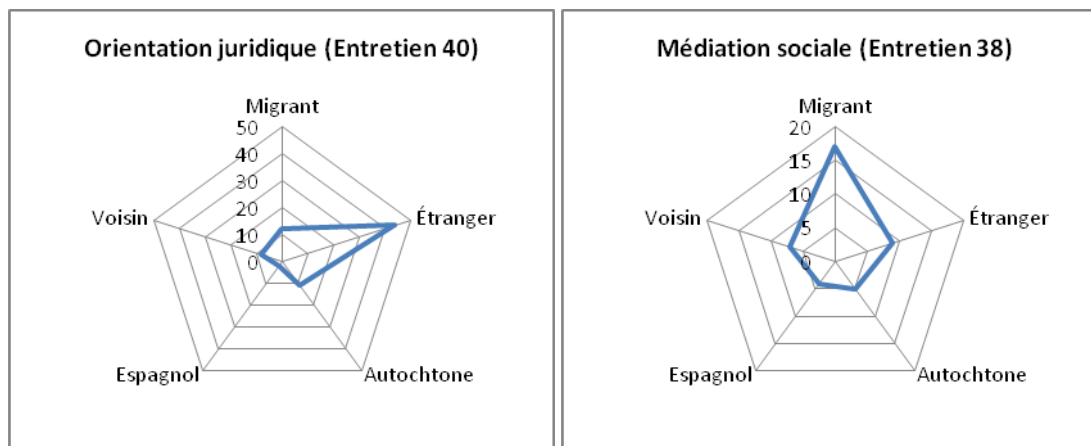 Orientation juridique (Entretien 40)
Migrant
50
40
30
20
10
0
Voisin
Étranger
Espagnol
Autochtone
Médiation sociale (Entretien 38)
Migrant
20
15
10
5
0
Voisin
Étranger
Espagnol
Autochtone